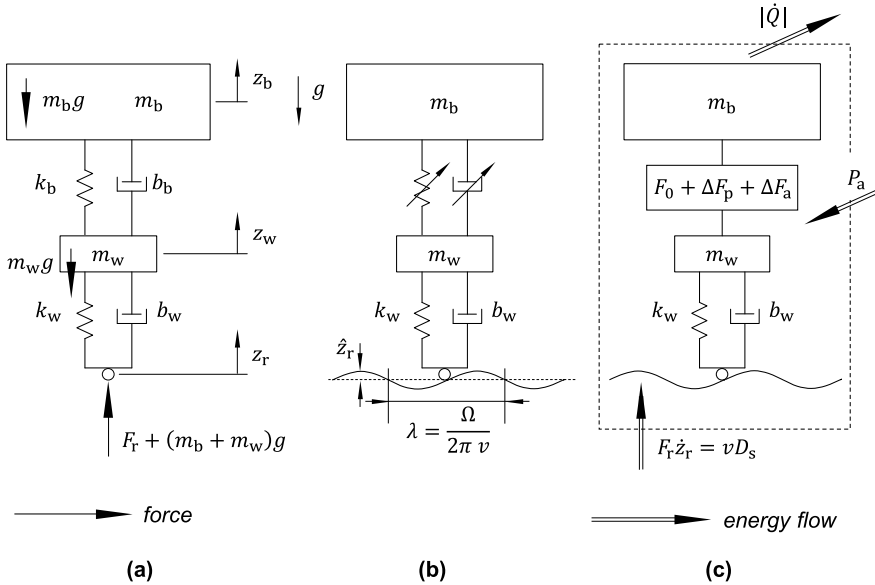 |Q̇|
z_b
m_b g
m_b
g
m_b
m_b
k_b
b_b
F_0 + ΔF_p + ΔF_a
P_a
z_w
m_w g
m_w
m_w
m_w
k_w
b_w
k_w
b_w
k_w
b_w
z_r
ẑ_r
F_r + (m_b + m_w)g
λ = Ω / 2π v
F_r ż_r = vD_s
force
energy flow
(a)
(b)
(c)